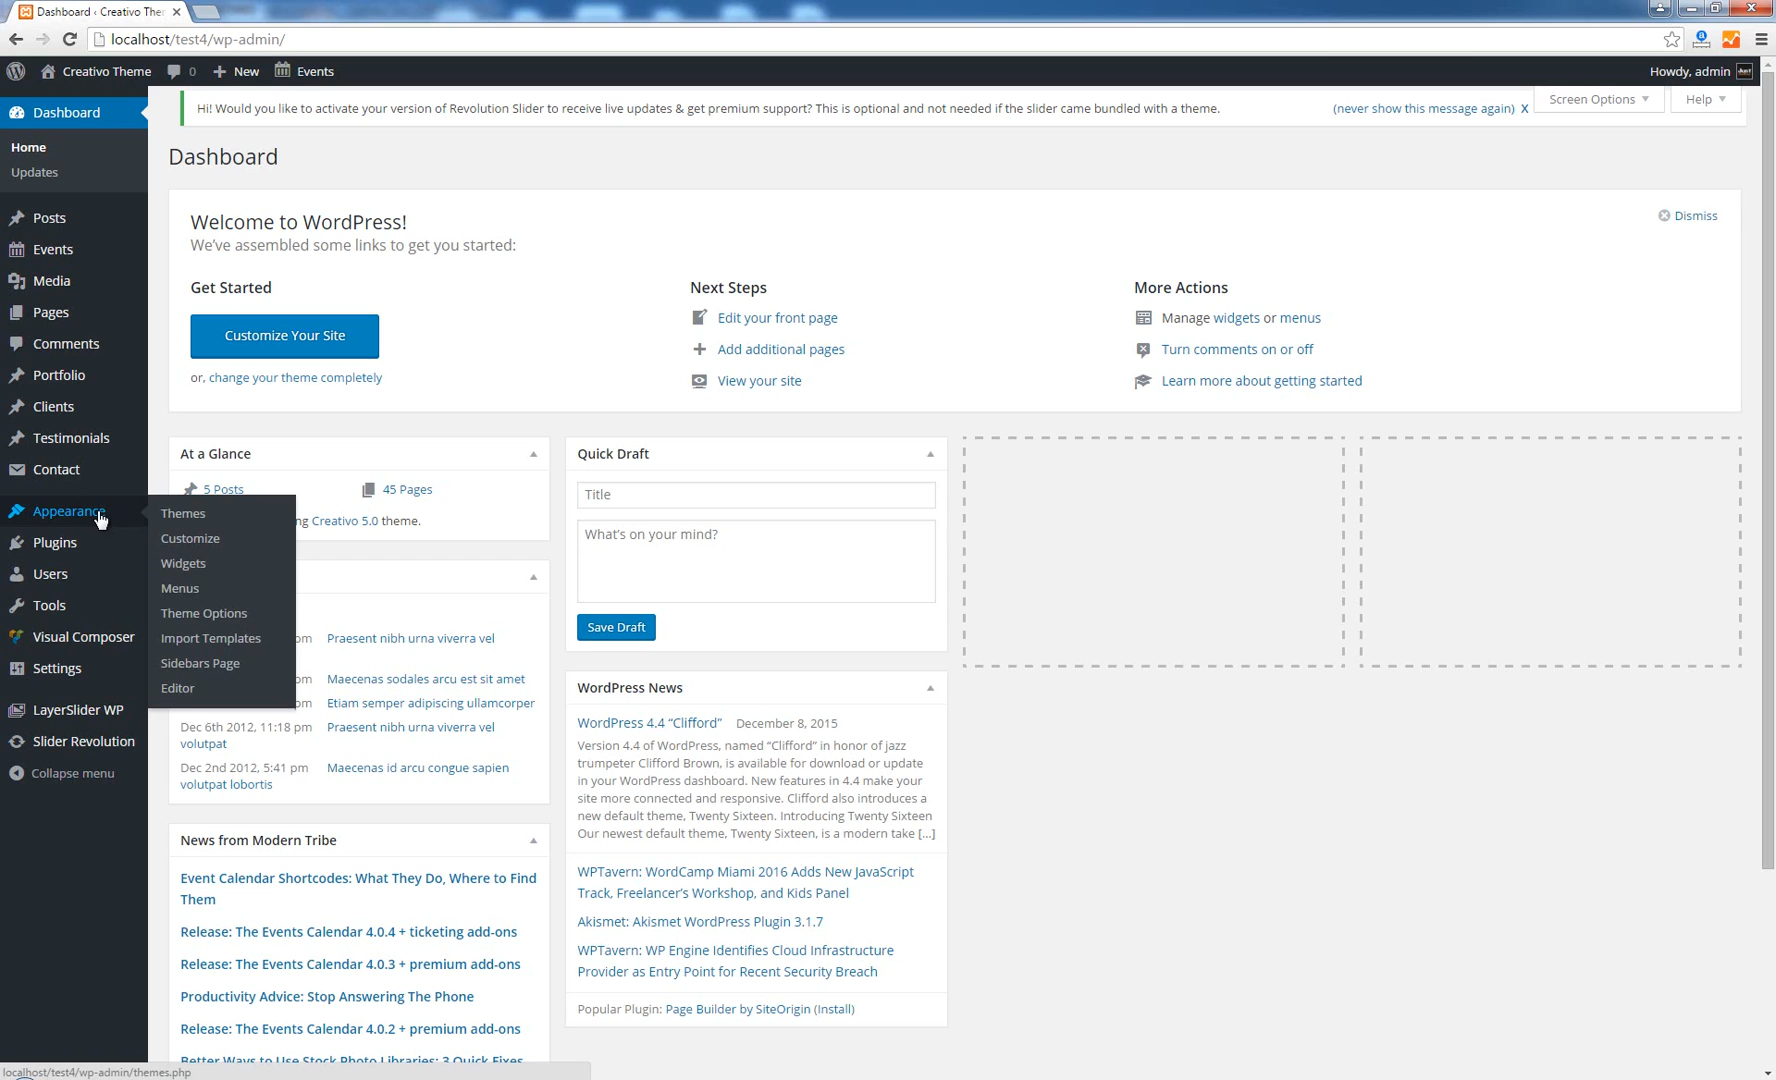 Dashboard ‹ Creativo Ther
localhost/test4/wp-admin/
Creativo Theme 0 New Events
Howdy, admin
Dashboard
Home
Updates
Posts
Events
Media
Pages
Comments
Portfolio
Clients
Testimonials
Contact
Appearance
Plugins
Users
Tools
Visual Composer
Settings
LayerSlider WP
Slider Revolution
Collapse menu
Themes
Customize
Widgets
Menus
Theme Options
Import Templates
Sidebars Page
Editor
Hi! Would you like to activate your version of Revolution Slider to receive live updates & get premium support? This is optional and not needed if the slider came bundled with a theme.
(never show this message again) X
Screen Options
Help
Dashboard
Welcome to WordPress!
We've assembled some links to get you started:
Dismiss
Get Started
Customize Your Site
or, change your theme completely
Next Steps
Edit your front page
Add additional pages
View your site
More Actions
Manage widgets or menus
Turn comments on or off
Learn more about getting started
At a Glance
5 Posts
45 Pages
ng Creativo 5.0 theme.
om Praesent nibh urna viverra vel
om Maecenas sodales arcu est sit amet
om Etiam semper adipiscing ullamcorper
Dec 6th 2012, 11:18 pm Praesent nibh urna viverra vel
volutpat
Dec 2nd 2012, 5:41 pm Maecenas id arcu congue sapien
volutpat lobortis
News from Modern Tribe
Event Calendar Shortcodes: What They Do, Where to Find
Them
Release: The Events Calendar 4.0.4 + ticketing add-ons
Release: The Events Calendar 4.0.3 + premium add-ons
Productivity Advice: Stop Answering The Phone
Release: The Events Calendar 4.0.2 + premium add-ons
Better Ways to Use Stock Photo Libraries: 3 Quick Fixes
Quick Draft
Title
What's on your mind?
Save Draft
WordPress News
WordPress 4.4 “Clifford” December 8, 2015
Version 4.4 of WordPress, named “Clifford” in honor of jazz
trumpeter Clifford Brown, is available for download or update
in your WordPress dashboard. New features in 4.4 make your
site more connected and responsive. Clifford also introduces a
new default theme, Twenty Sixteen. Introducing Twenty Sixteen
Our newest default theme, Twenty Sixteen, is a modern take […]
WPTavern: WordCamp Miami 2016 Adds New JavaScript
Track, Freelancer's Workshop, and Kids Panel
Akismet: Akismet WordPress Plugin 3.1.7
WPTavern: WP Engine Identifies Cloud Infrastructure
Provider as Entry Point for Recent Security Breach
Popular Plugin: Page Builder by SiteOrigin (Install)
localhost/test4/wp-admin/themes.php